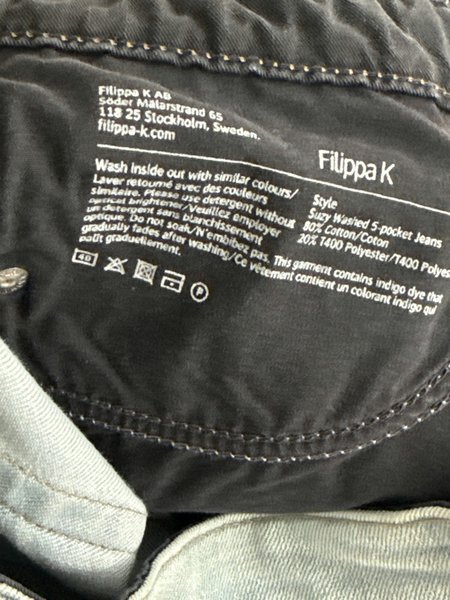 Filippa K AB
Söder Mälarstrand 65
118 25 Stockholm, Sweden.
filippa-k.com
Filippa K
Wash inside out with similar colours/
Laver retourné avec des couleurs
similaire. Please use detergent without
optical brightener/Veuillez employer
un detergent sans blanchissement
optique. Do not soak/N'embibez pas. This garment contains indigo dye that
gradually fades after washing/Ce vêtement contient un colorant indigo qui
paût graduellement.
Style
Suzy Washed 5-pocket Jeans
80% Cotton/Coton
20% T400 Polyester/T400 Polyes
40
P